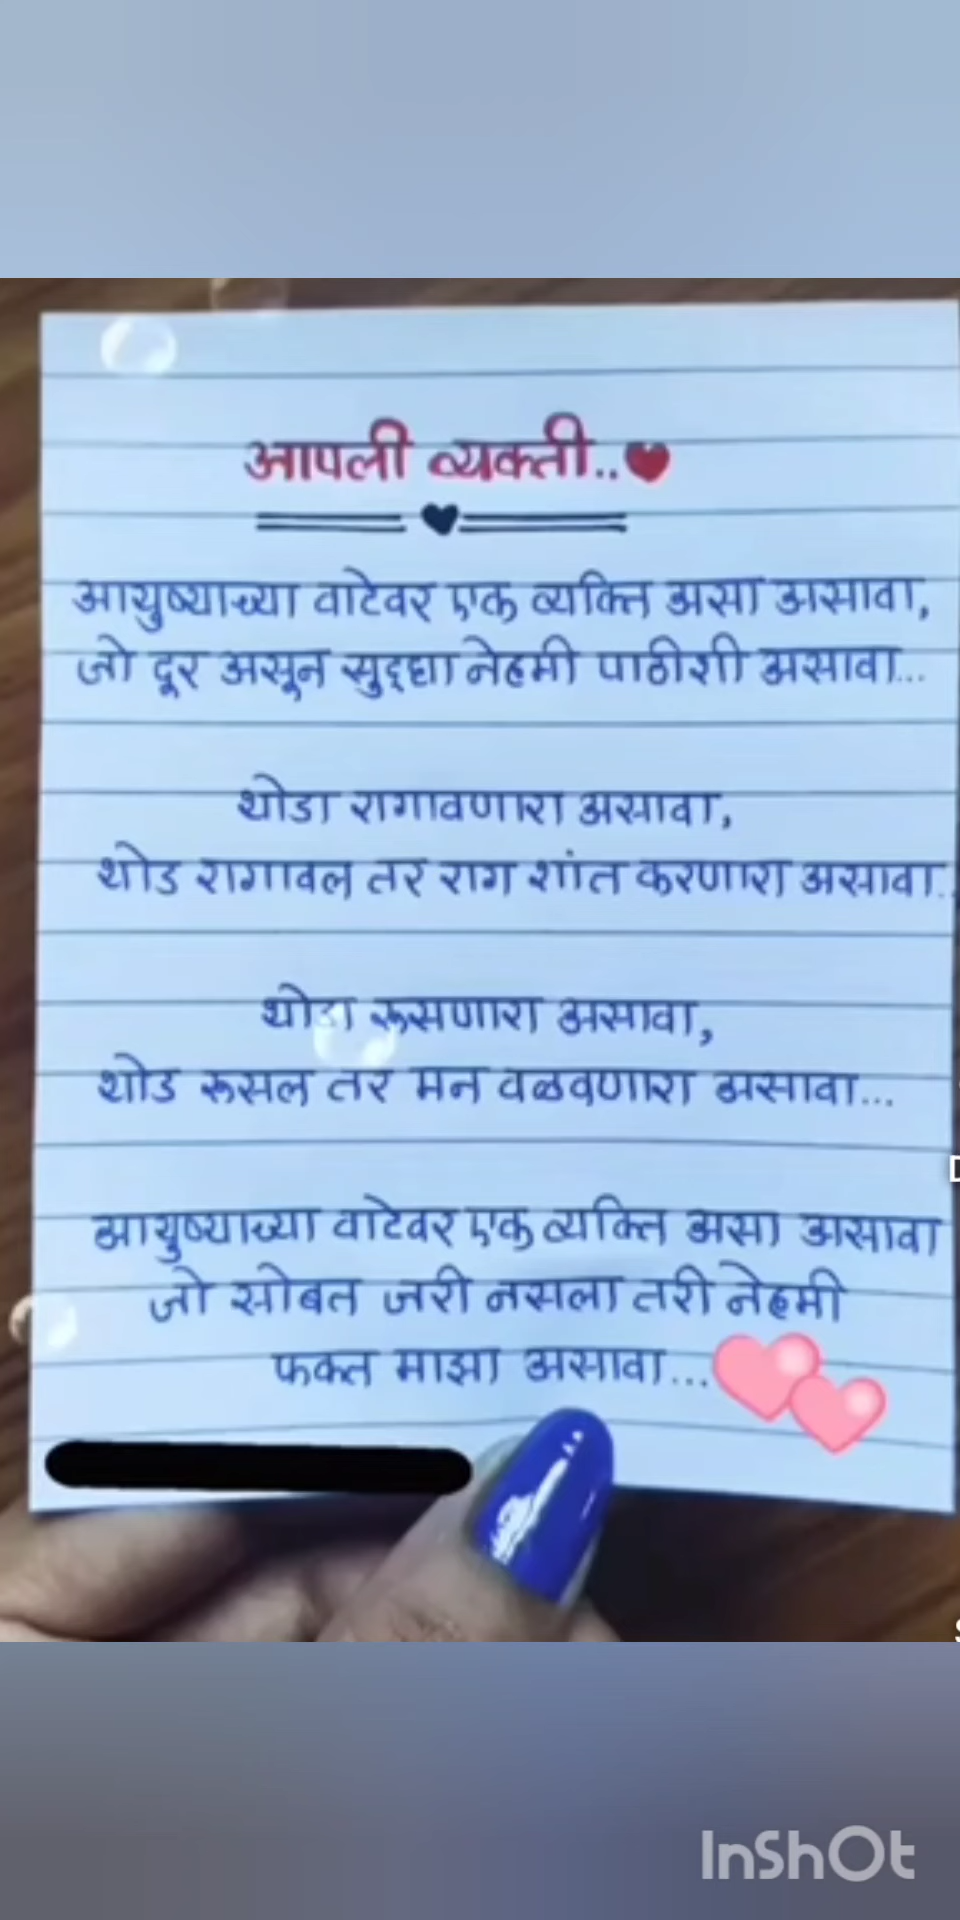 आपली व्यक्ती..❤
आयुष्याच्या वाटेवर एक व्यक्ति असा असावा,
जो दूर असून सुद्धा नेहमी पाठीशी असावा...
थोडा रागावणारा असावा,
थोड रागावल तर राग शांत करणारा असावा..
थोडा रूसणारा असावा,
थोड रूसल तर मन वळवणारा असावा...
आयुष्याच्या वाटेवर एक व्यक्ति असा असावा
जो सोबत जरी नसला तरी नेहमी
फक्त माझा असावा...
InShOt